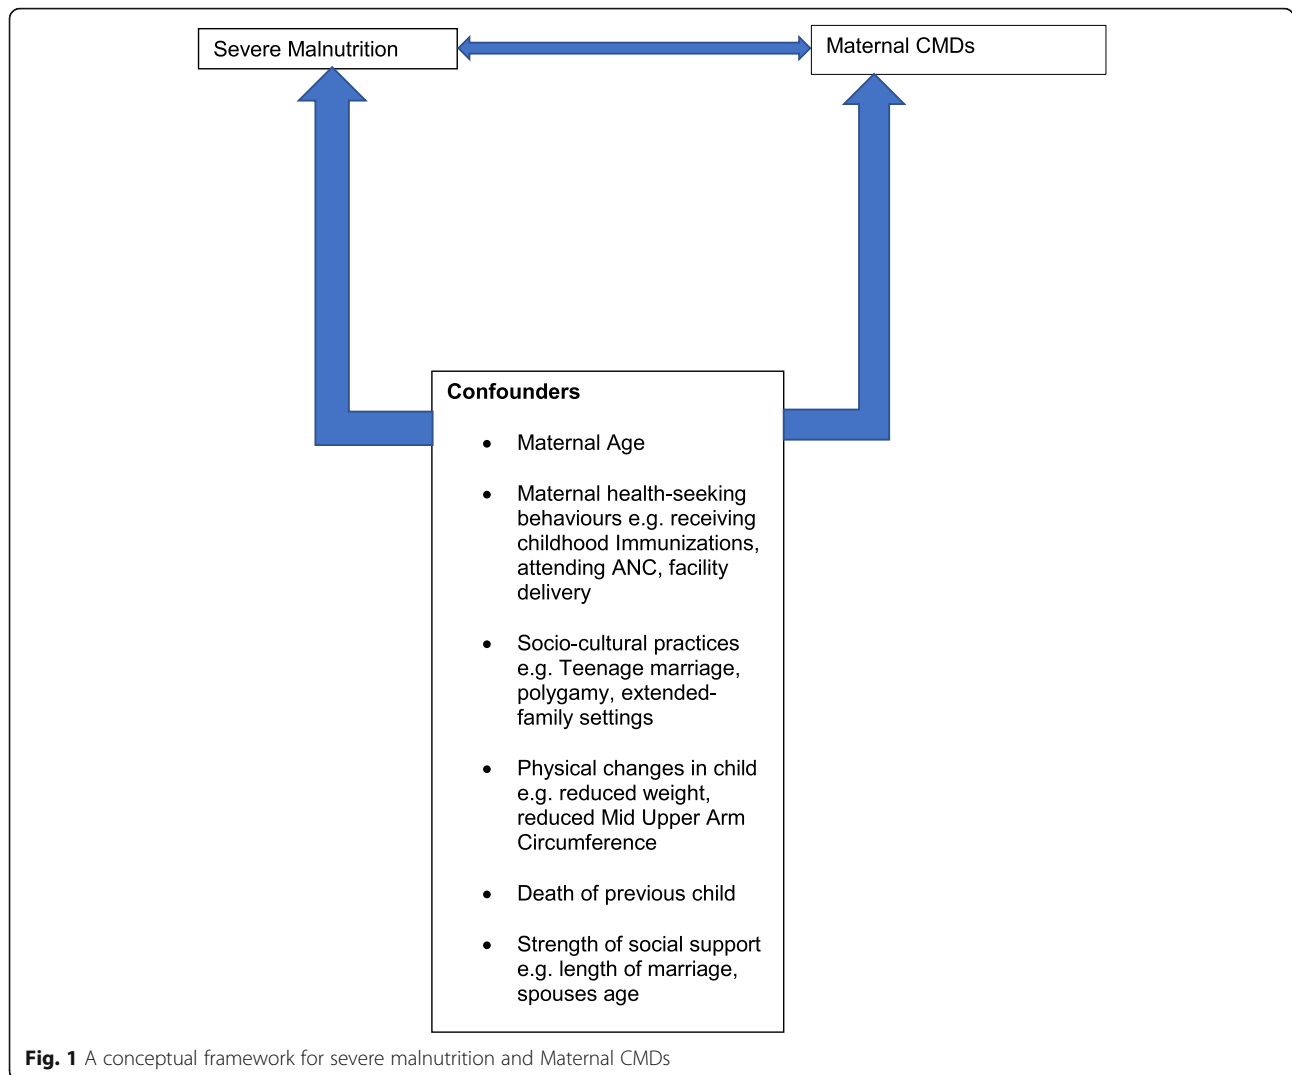 Severe Malnutrition
Maternal CMDs
Confounders
• Maternal Age
• Maternal health-seeking
behaviours e.g. receiving
childhood Immunizations,
attending ANC, facility
delivery
• Socio-cultural practices
e.g. Teenage marriage,
polygamy, extended-
family settings
• Physical changes in child
e.g. reduced weight,
reduced Mid Upper Arm
Circumference
• Death of previous child
• Strength of social support
e.g. length of marriage,
spouses age
Fig. 1 A conceptual framework for severe malnutrition and Maternal CMDs